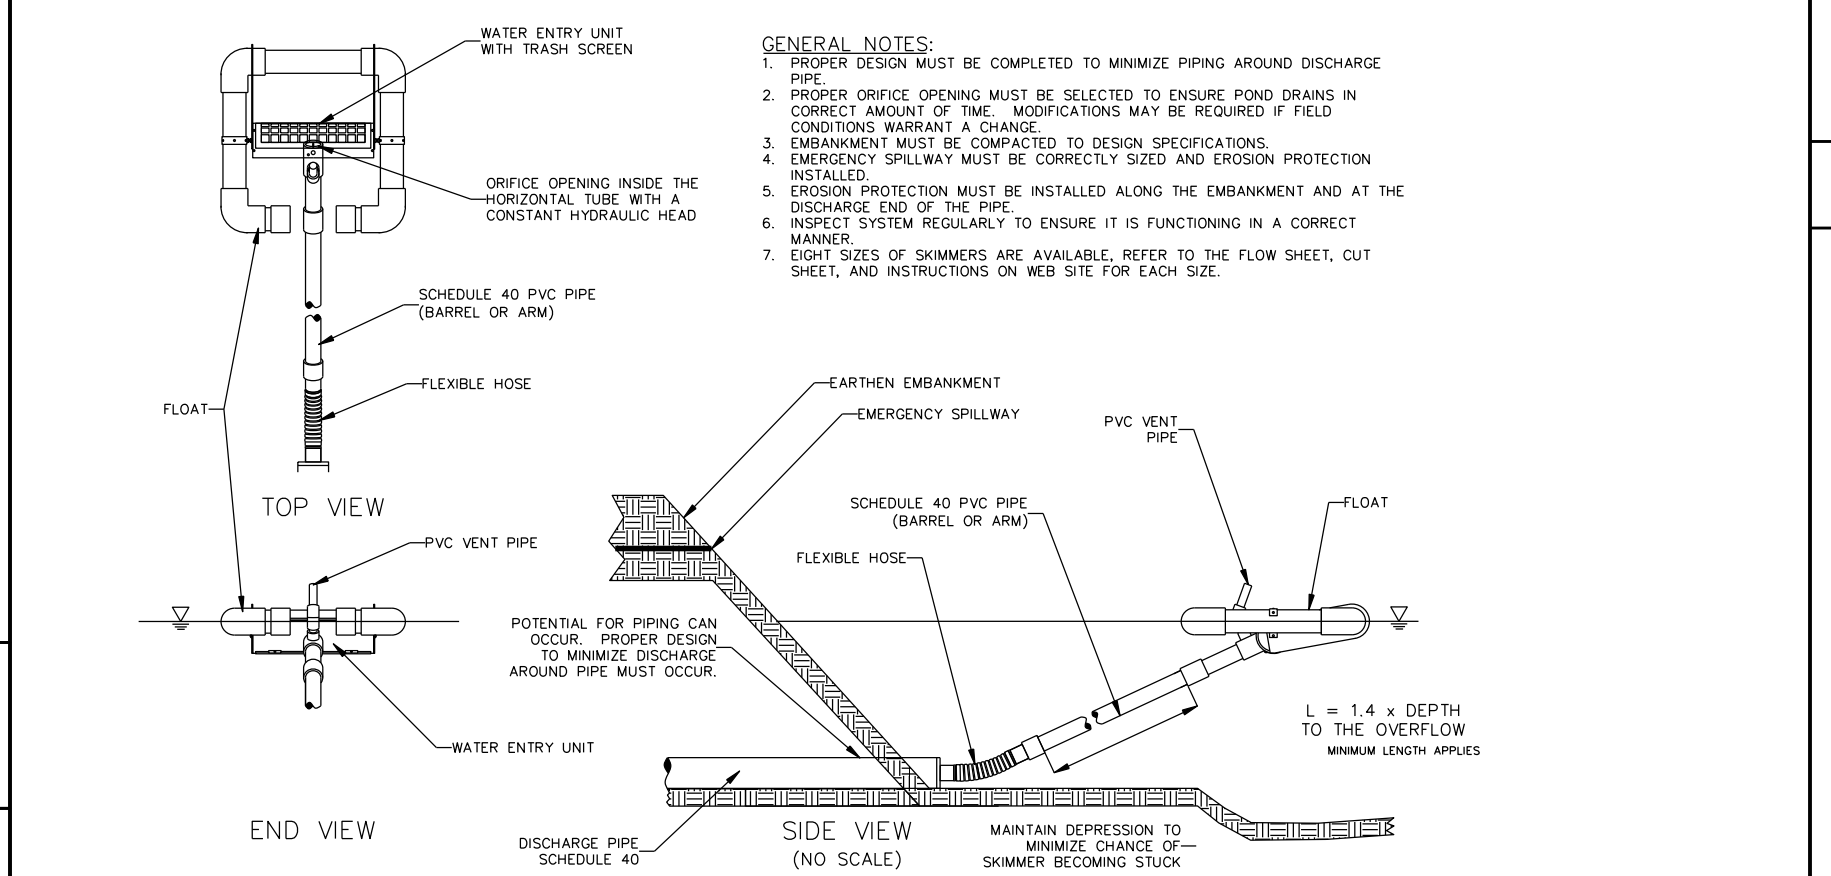 WATER ENTRY UNIT
WITH TRASH SCREEN
ORIFICE OPENING INSIDE THE
HORIZONTAL TUBE WITH A
CONSTANT HYDRAULIC HEAD
SCHEDULE 40 PVC PIPE
(BARREL OR ARM)
FLEXIBLE HOSE
FLOAT
TOP VIEW
GENERAL NOTES:
1. PROPER DESIGN MUST BE COMPLETED TO MINIMIZE PIPING AROUND DISCHARGE
PIPE.
2. PROPER ORIFICE OPENING MUST BE SELECTED TO ENSURE POND DRAINS IN
CORRECT AMOUNT OF TIME. MODIFICATIONS MAY BE REQUIRED IF FIELD
CONDITIONS WARRANT A CHANGE.
3. EMBANKMENT MUST BE COMPACTED TO DESIGN SPECIFICATIONS.
4. EMERGENCY SPILLWAY MUST BE CORRECTLY SIZED AND EROSION PROTECTION
INSTALLED.
5. EROSION PROTECTION MUST BE INSTALLED ALONG THE EMBANKMENT AND AT THE
DISCHARGE END OF THE PIPE.
6. INSPECT SYSTEM REGULARLY TO ENSURE IT IS FUNCTIONING IN A CORRECT
MANNER.
7. EIGHT SIZES OF SKIMMERS ARE AVAILABLE, REFER TO THE FLOW SHEET, CUT
SHEET, AND INSTRUCTIONS ON WEB SITE FOR EACH SIZE.
PVC VENT PIPE
WATER ENTRY UNIT
END VIEW
EARTHEN EMBANKMENT
EMERGENCY SPILLWAY
PVC VENT
PIPE
SCHEDULE 40 PVC PIPE
(BARREL OR ARM)
FLOAT
FLEXIBLE HOSE
POTENTIAL FOR PIPING CAN
OCCUR. PROPER DESIGN
TO MINIMIZE DISCHARGE
AROUND PIPE MUST OCCUR.
L = 1.4 x DEPTH
TO THE OVERFLOW
MINIMUM LENGTH APPLIES
DISCHARGE PIPE
SCHEDULE 40
SIDE VIEW
(NO SCALE)
MAINTAIN DEPRESSION TO
MINIMIZE CHANCE OF
SKIMMER BECOMING STUCK